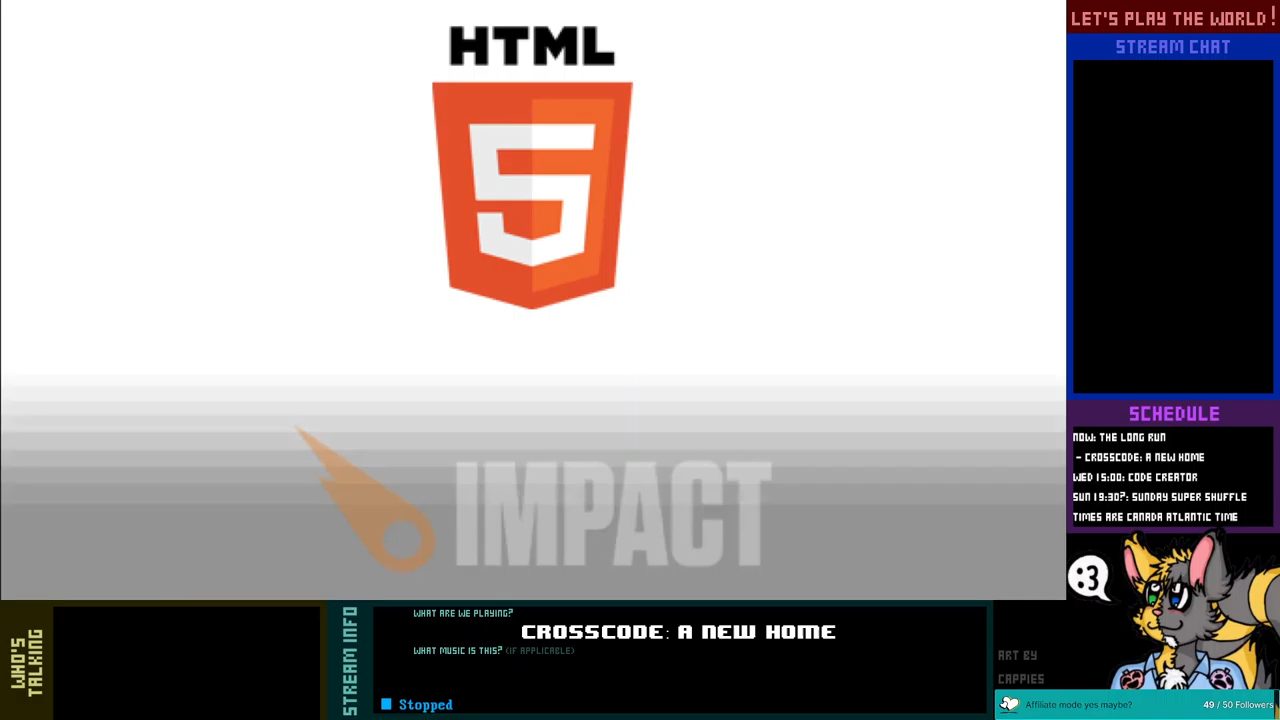 HTML
5
IMPACT
LET'S PLAY THE WORLD!
STREAM CHAT
SCHEDULE
NOW: THE LONG RUN
- CROSSCODE: A NEW HOME
WED 15:00: CODE CREATOR
SUN 19:30?: SUNDAY SUPER SHUFFLE
TIMES ARE CANADA ATLANTIC TIME
:3
WHO'S TALKING
STREAM INFO
WHAT ARE WE PLAYING?
CROSSCODE: A NEW HOME
WHAT MUSIC IS THIS? (IF APPLICABLE)
Stopped
ART BY
CAPPIES
Affiliate mode yes maybe? 49 / 50 Followers